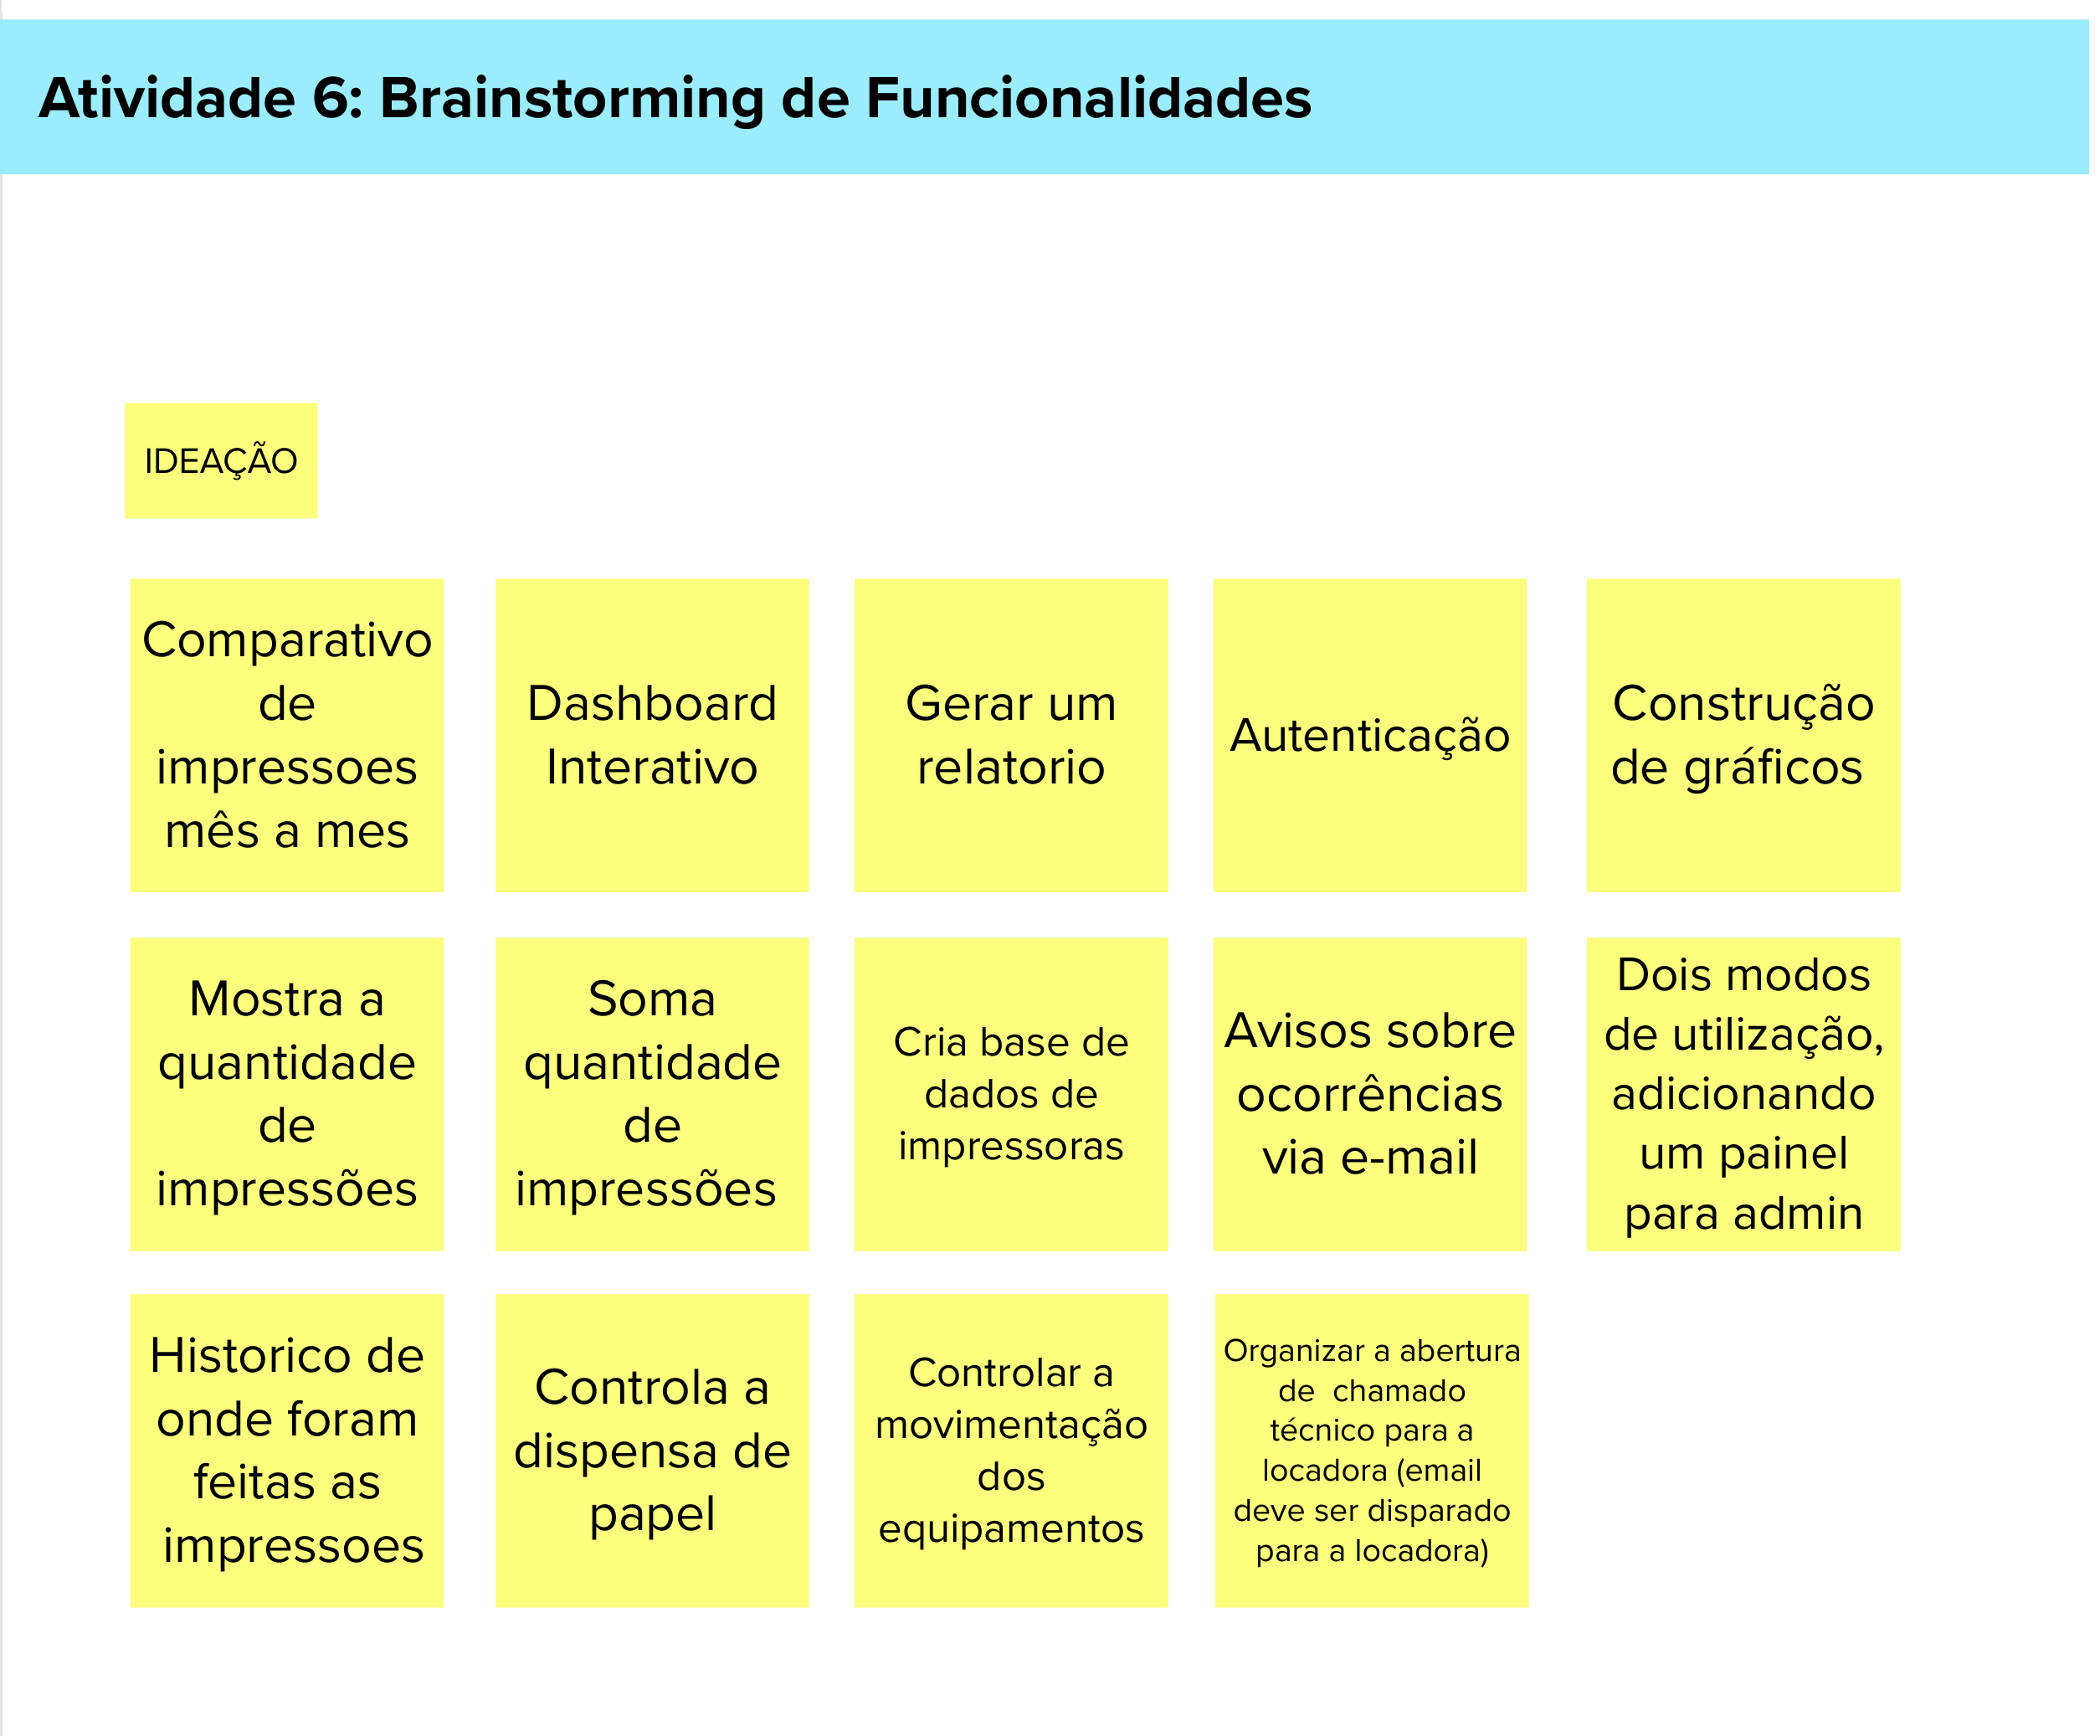 Atividade 6: Brainstorming de Funcionalidades
IDEAÇÃO
Comparativo
de
impressoes
mês a mes
Dashboard
Interativo
Gerar um
relatorio
Autenticação
Construção
de gráficos
Mostra a
quantidade
de
impressões
Soma
quantidade
de
impressões
Cria base de
dados de
impressoras
Avisos sobre
ocorrências
via e-mail
Dois modos
de utilização,
adicionando
um painel
para admin
Historico de
onde foram
feitas as
impressoes
Controla a
dispensa de
papel
Controlar a
movimentação
dos
equipamentos
Organizar a abertura
de  chamado
técnico para a
locadora (email
deve ser disparado
para a locadora)